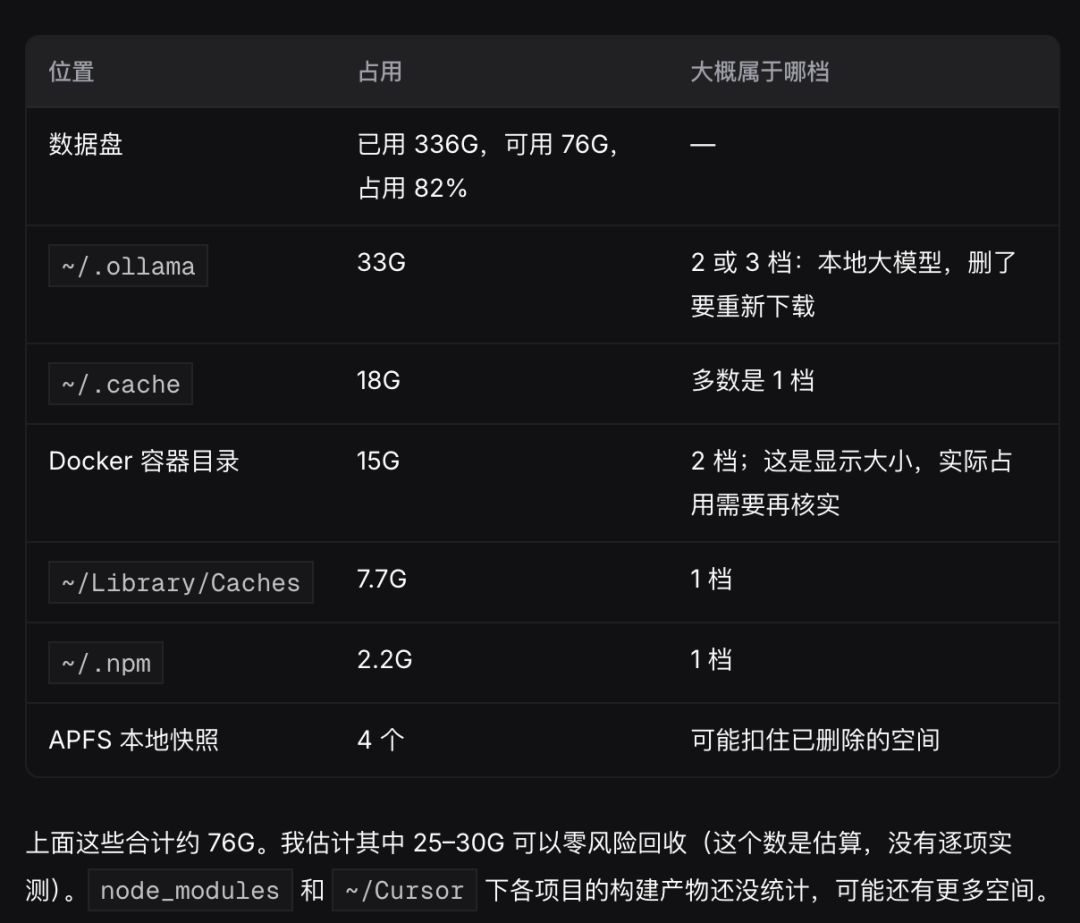 位置 占用 大概属于哪档
数据盘 已用 336G，可用 76G， —
占用 82%
~/.ollama 33G 2 或 3 档：本地大模型，删了
要重新下载
~/.cache 18G 多数是 1 档
Docker 容器目录 15G 2 档；这是显示大小，实际占
用需要再核实
~/Library/Caches 7.7G 1 档
~/.npm 2.2G 1 档
APFS 本地快照 4 个 可能扣住已删除的空间
上面这些合计约 76G。我估计其中 25–30G 可以零风险回收（这个数是估算，没有逐项实
测）。 node_modules 和 ~/Cursor 下各项目的构建产物还没统计，可能还有更多空间。